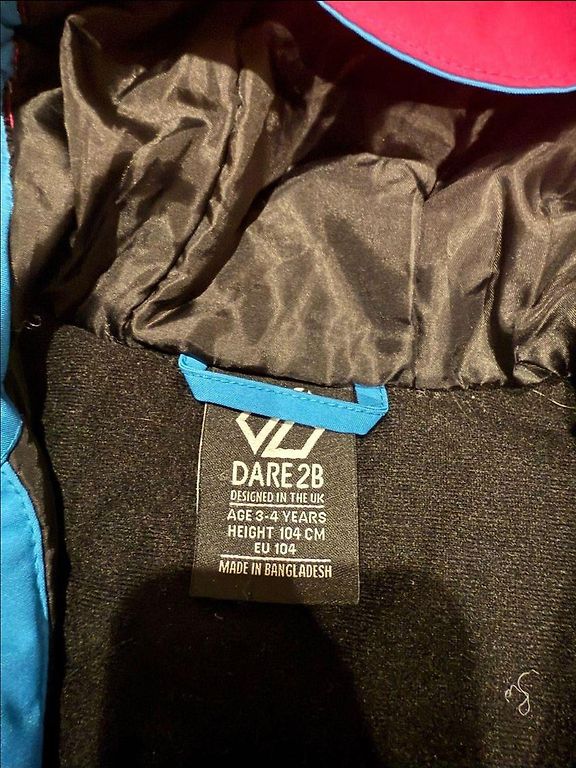 DARE 2B
DESIGNED IN THE UK
AGE 3-4 YEARS
HEIGHT 104 CM
EU 104
MADE IN BANGLADESH